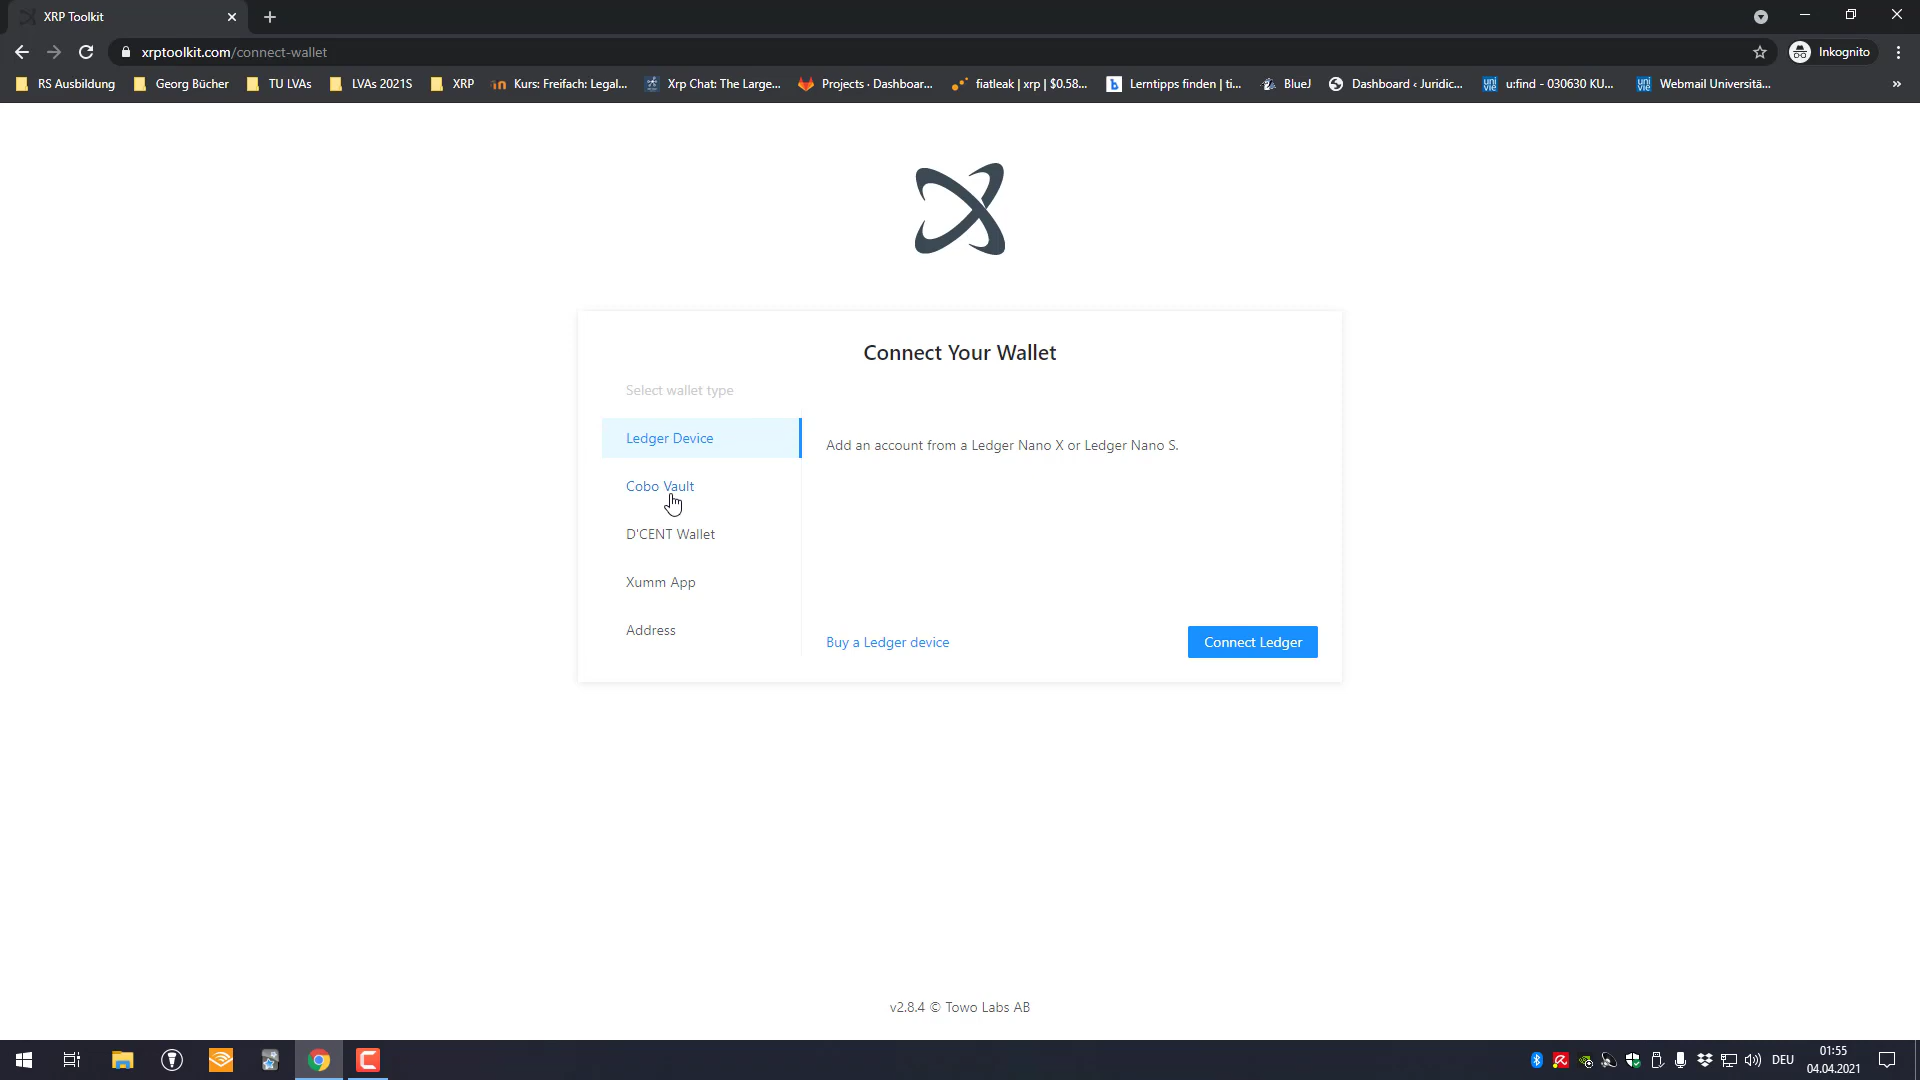 XRP Toolkit
xrptoolkit.com/connect-wallet
Inkognito
RS Ausbildung
Georg Bücher
TU LVAs
LVAs 2021S
XRP
Kurs: Freifach: Legal...
Xrp Chat: The Large...
Projects · Dashboar...
fiatleak | xrp | $0.58...
Lerntipps finden | ti...
BlueJ
Dashboard ‹ Juridic...
u:find - 030630 KU...
Webmail Universitä...
»
Connect Your Wallet
Select wallet type
Ledger Device
Add an account from a Ledger Nano X or Ledger Nano S.
Cobo Vault
D'CENT Wallet
Xumm App
Address
Buy a Ledger device
Connect Ledger
v2.8.4 © Towo Labs AB
DEU
01:55
04.04.2021